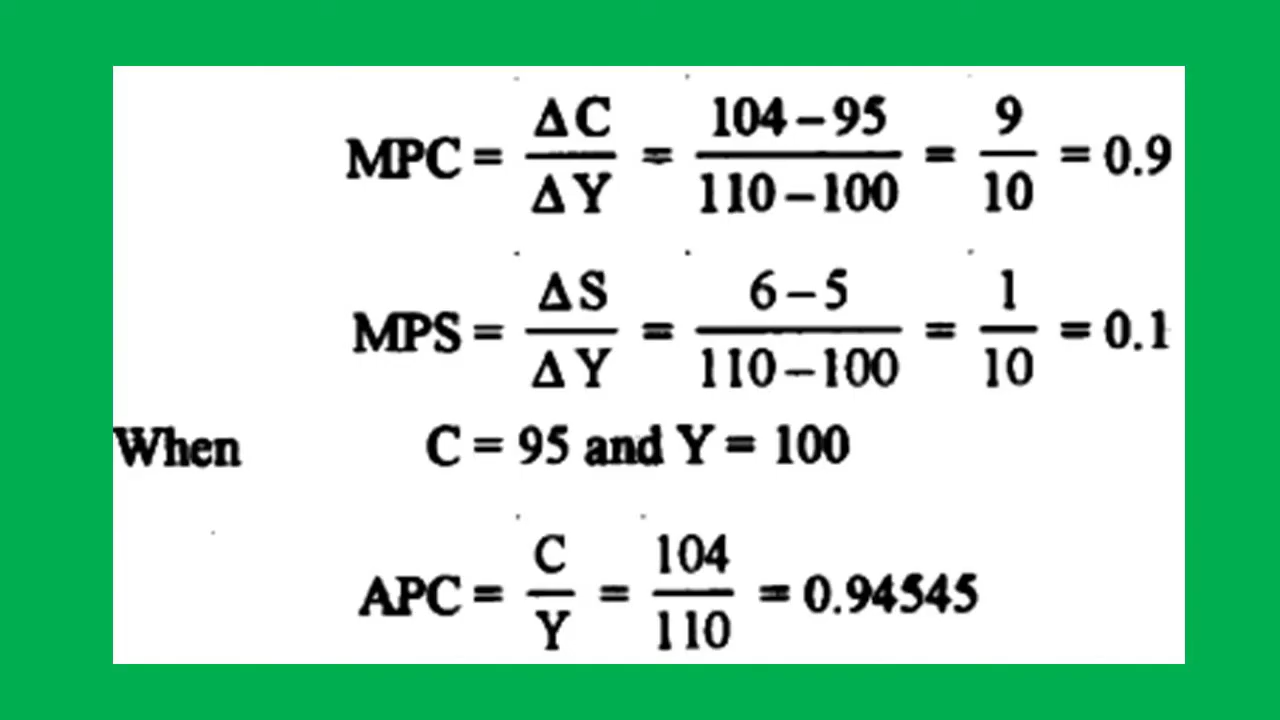 MPC = ΔC / ΔY = 104 – 95 / 110 – 100 = 9 / 10 = 0.9
MPS = ΔS / ΔY = 6 – 5 / 110 – 100 = 1 / 10 = 0.1
When C = 95 and Y = 100
APC = C / Y = 104 / 110 = 0.94545